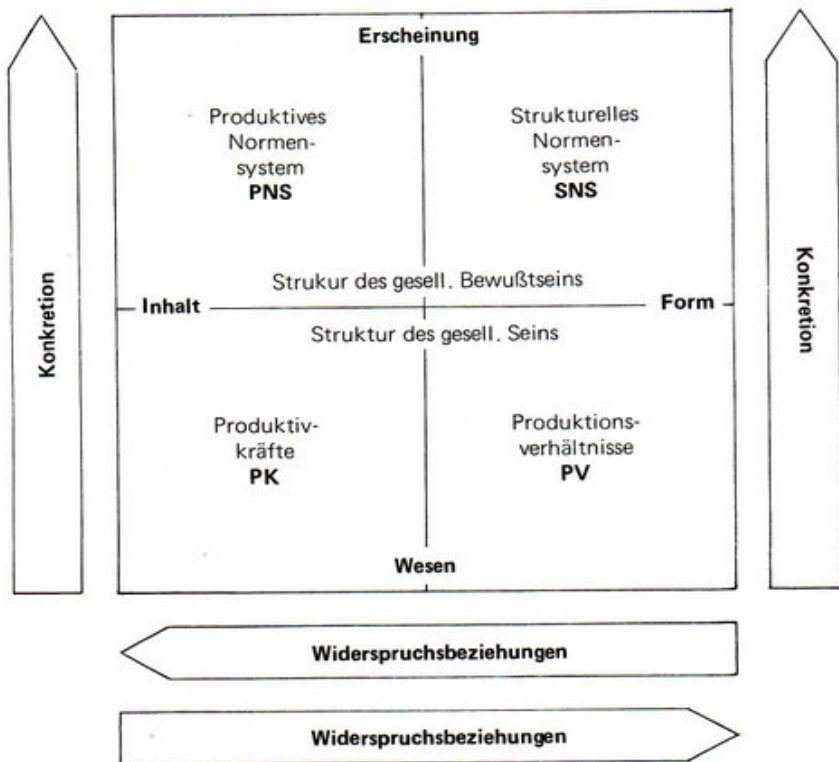 Erscheinung
Produktives
Normen-
system
PNS
Strukturelles
Normen-
system
SNS
Strukur des gesell. Bewußtseins
Inhalt
Form
Struktur des gesell. Seins
Produktiv-
kräfte
PK
Produktions-
verhältnisse
PV
Wesen
Konkretion
Konkretion
Widerspruchsbeziehungen
Widerspruchsbeziehungen